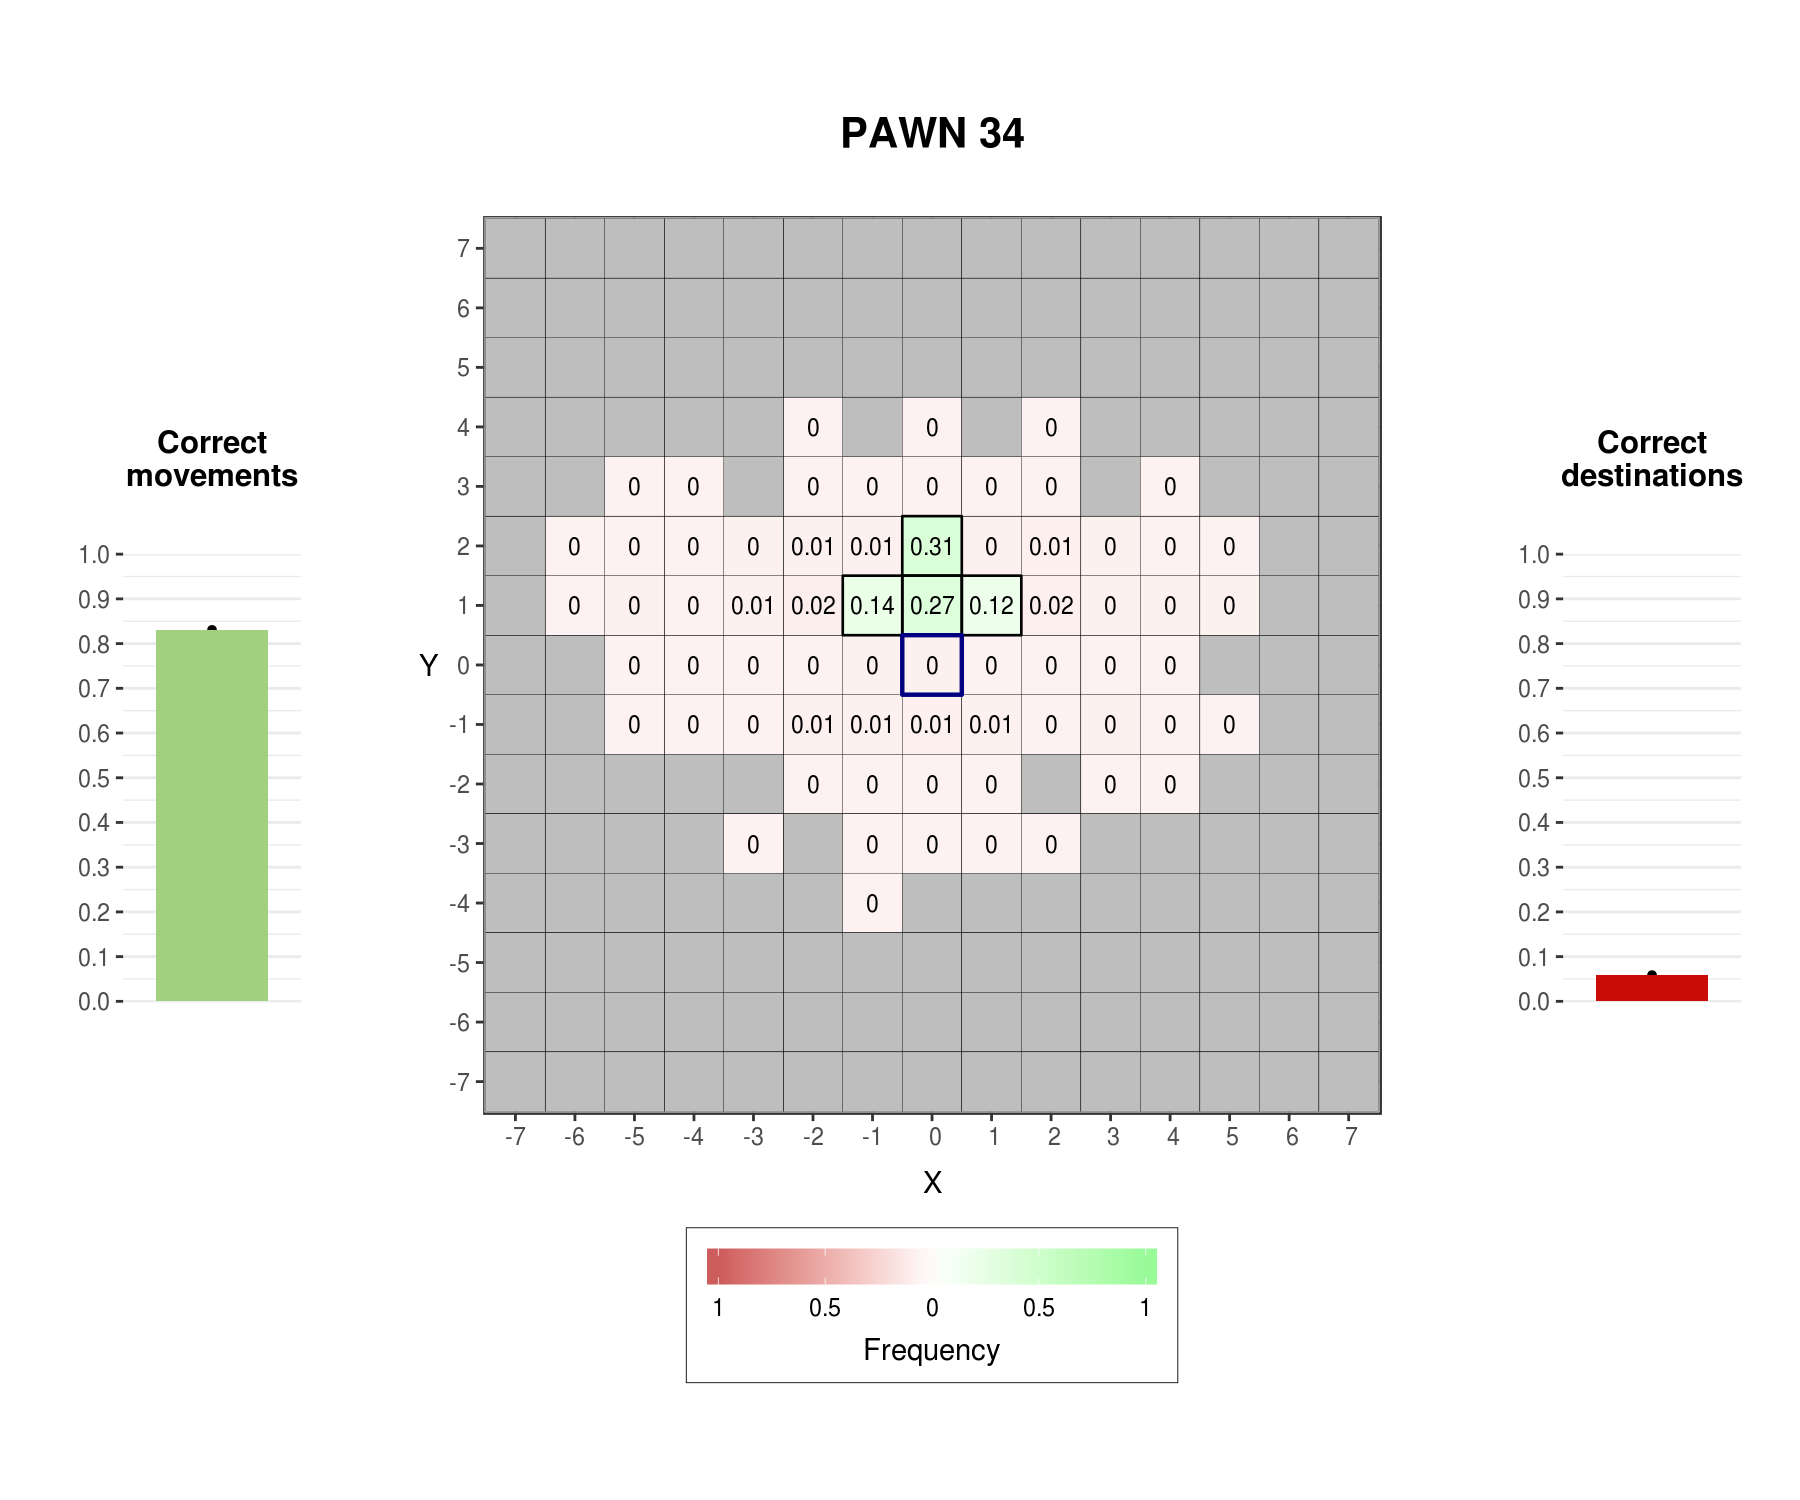 PAWN 34
Correct
movements
1.0
0.9
0.8
0.7
0.6
0.5
0.4
0.3
0.2
0.1
0.0
Y
7
6
5
4 0 0 0
3 0 0 0 0 0 0 0 0
2 0 0 0 0 0.01 0.01 0.31 0 0.01 0 0 0
1 0 0 0 0.01 0.02 0.14 0.27 0.12 0.02 0 0 0
0 0 0 0 0 0 0 0 0 0 0
-1 0 0 0 0.01 0.01 0.01 0.01 0 0 0 0
-2 0 0 0 0 0 0
-3 0 0 0 0 0
-4 0
-5
-6
-7
-7 -6 -5 -4 -3 -2 -1 0 1 2 3 4 5 6 7
X
Correct
destinations
1.0
0.9
0.8
0.7
0.6
0.5
0.4
0.3
0.2
0.1
0.0
1 0.5 0 0.5 1
Frequency